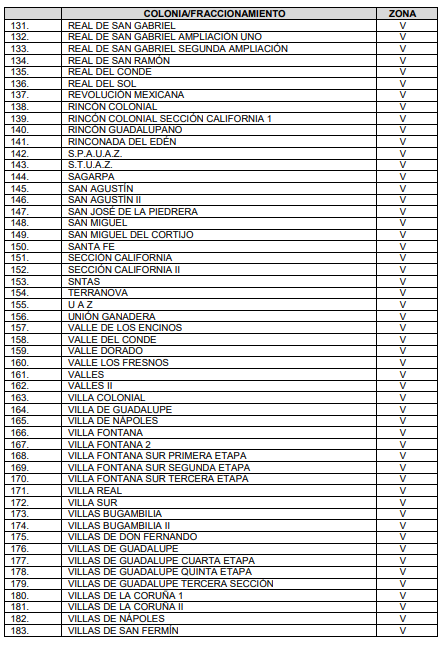 COLONIA/FRACCIONAMIENTO ZONA
131. REAL DE SAN GABRIEL V
132. REAL DE SAN GABRIEL AMPLIACIÓN UNO V
133. REAL DE SAN GABRIEL SEGUNDA AMPLIACIÓN V
134. REAL DE SAN RAMÓN V
135. REAL DEL CONDE V
136. REAL DEL SOL V
137. REVOLUCIÓN MEXICANA V
138. RINCÓN COLONIAL V
139. RINCÓN COLONIAL SECCIÓN CALIFORNIA 1 V
140. RINCÓN GUADALUPANO V
141. RINCONADA DEL EDÉN V
142. S.P.A.U.A.Z. V
143. S.T.U.A.Z. V
144. SAGARPA V
145. SAN AGUSTÍN V
146. SAN AGUSTÍN II V
147. SAN JOSÉ DE LA PIEDRERA V
148. SAN MIGUEL V
149. SAN MIGUEL DEL CORTIJO V
150. SANTA FE V
151. SECCIÓN CALIFORNIA V
152. SECCIÓN CALIFORNIA II V
153. SNTAS V
154. TERRANOVA V
155. U A Z V
156. UNIÓN GANADERA V
157. VALLE DE LOS ENCINOS V
158. VALLE DEL CONDE V
159. VALLE DORADO V
160. VALLE LOS FRESNOS V
161. VALLES V
162. VALLES II V
163. VILLA COLONIAL V
164. VILLA DE GUADALUPE V
165. VILLA DE NÁPOLES V
166. VILLA FONTANA V
167. VILLA FONTANA 2 V
168. VILLA FONTANA SUR PRIMERA ETAPA V
169. VILLA FONTANA SUR SEGUNDA ETAPA V
170. VILLA FONTANA SUR TERCERA ETAPA V
171. VILLA REAL V
172. VILLA SUR V
173. VILLAS BUGAMBILIA V
174. VILLAS BUGAMBILIA II V
175. VILLAS DE DON FERNANDO V
176. VILLAS DE GUADALUPE V
177. VILLAS DE GUADALUPE CUARTA ETAPA V
178. VILLAS DE GUADALUPE QUINTA ETAPA V
179. VILLAS DE GUADALUPE TERCERA SECCIÓN V
180. VILLAS DE LA CORUÑA 1 V
181. VILLAS DE LA CORUÑA II V
182. VILLAS DE NÁPOLES V
183. VILLAS DE SAN FERMÍN V